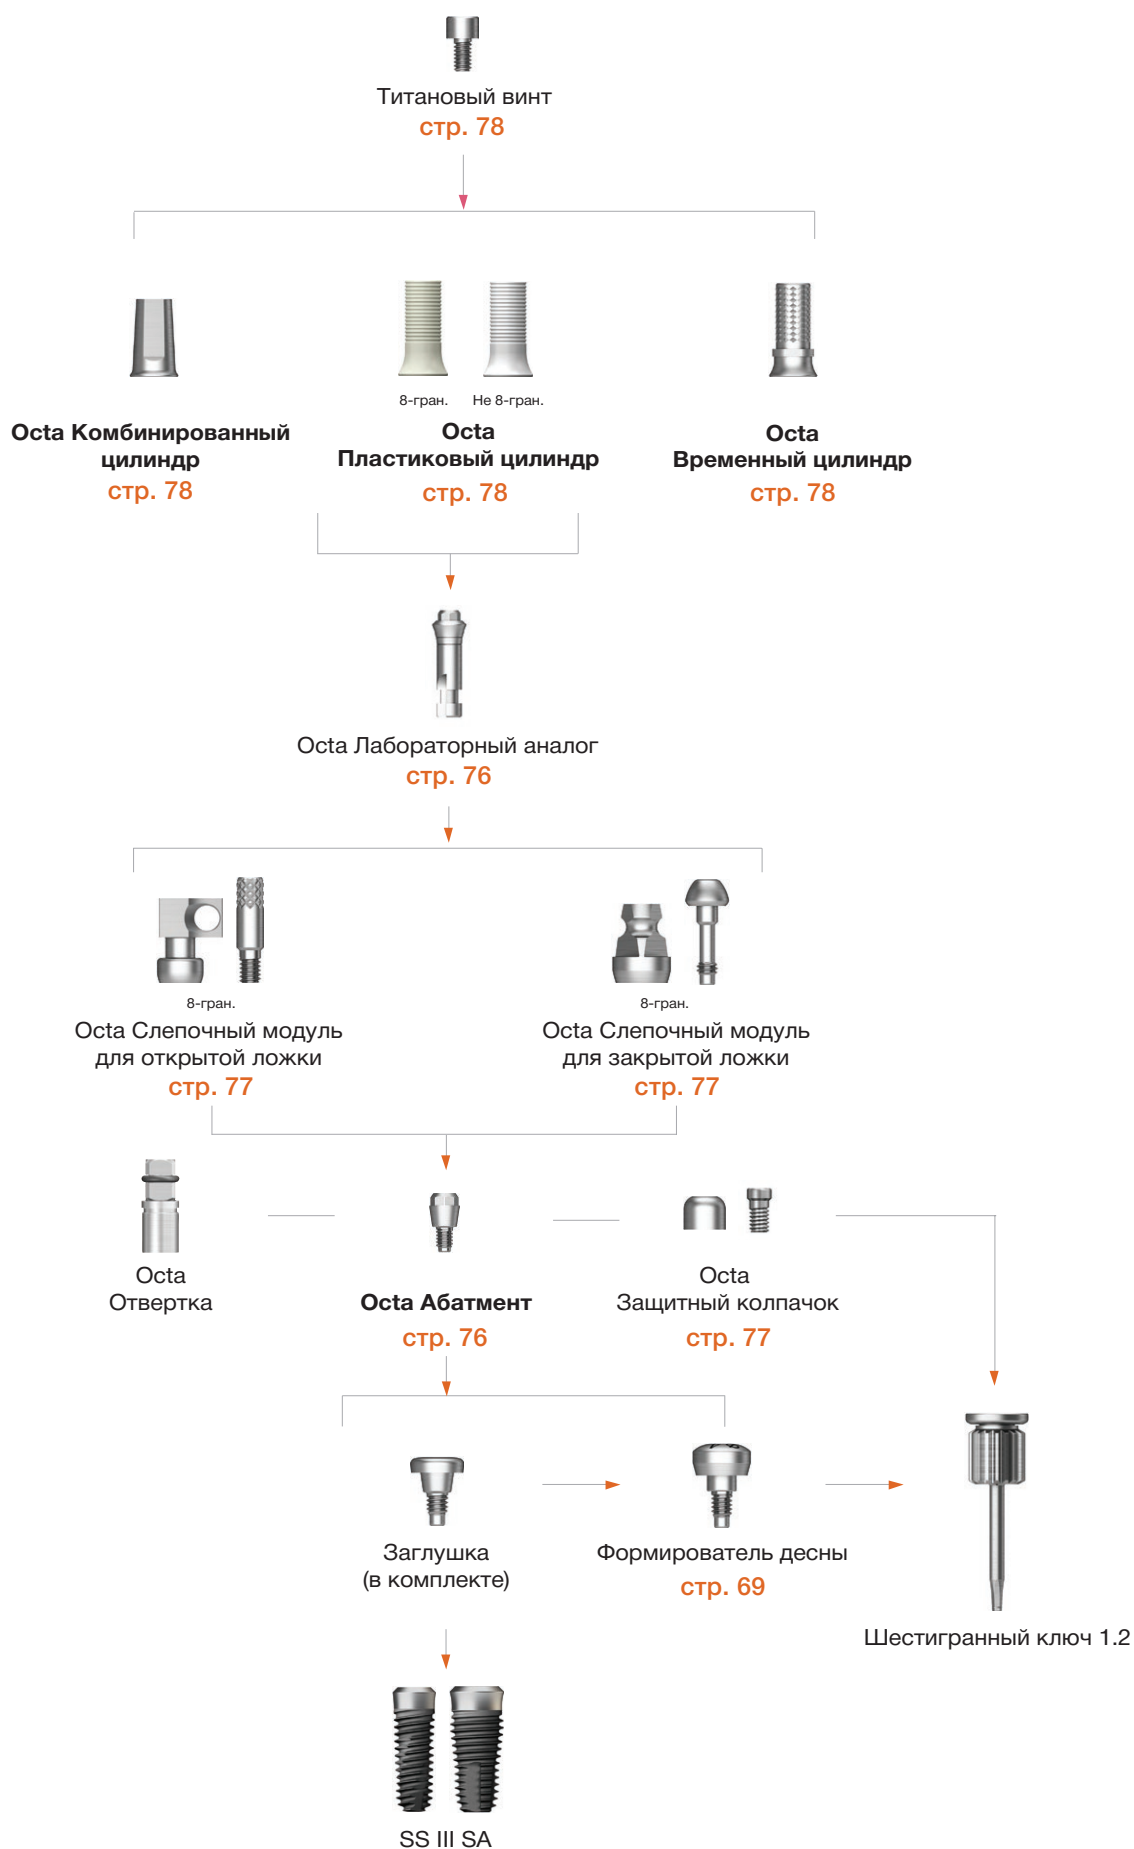 Титановый винт
стр. 78
8-гран.
Не 8-гран.
Octa Комбинированный
цилиндр
стр. 78
Octa
Пластиковый цилиндр
стр. 78
Octa
Временный цилиндр
стр. 78
Octa Лабораторный аналог
стр. 76
8-гран.
Octa Слепочный модуль
для открытой ложки
стр. 77
8-гран.
Octa Слепочный модуль
для закрытой ложки
стр. 77
Octa
Отвертка
Octa Абатмент
стр. 76
Octa
Защитный колпачок
стр. 77
Заглушка
(в комплекте)
Формирователь десны
стр. 69
Шестигранный ключ 1.2
SS III SA